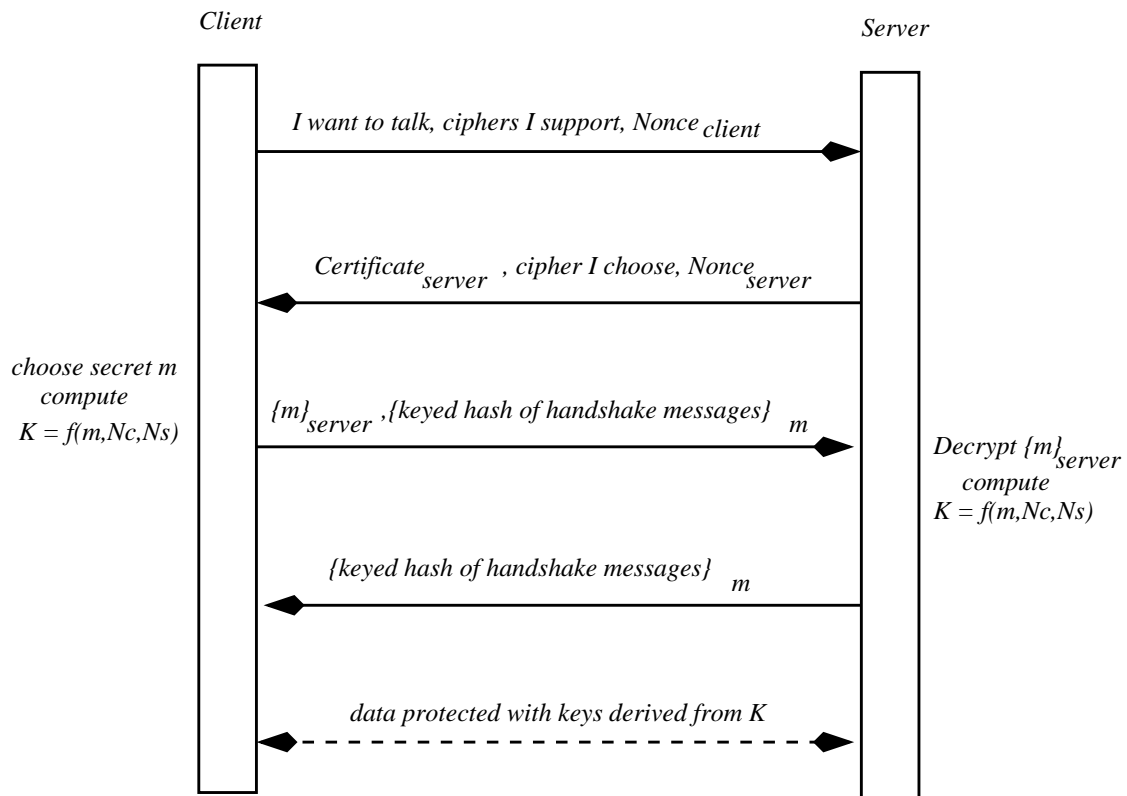 Client
Server
I want to talk, ciphers I support, Nonce client
Certificate server , cipher I choose, Nonce server
choose secret m
compute
K = f(m,Nc,Ns)
{m} server ,{keyed hash of handshake messages} m
Decrypt {m} server
compute
K = f(m,Nc,Ns)
{keyed hash of handshake messages} m
data protected with keys derived from K